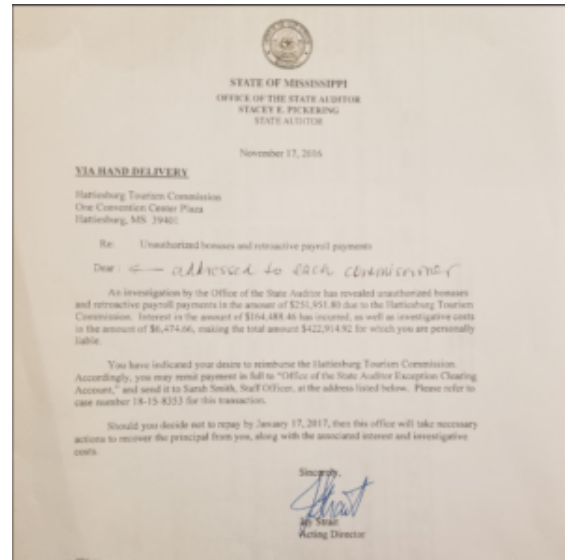 STATE OF MISSISSIPPI
OFFICE OF THE STATE AUDITOR
STACEY E. PICKERING
STATE AUDITOR
November 17, 2016
VIA HAND DELIVERY
Hattiesburg Tourism Commission
One Convention Center Plaza
Hattiesburg, MS 39401
Re: Unauthorized bonuses and retroactive payroll payments
Dear : ← addressed to each commissioner
An investigation by the Office of the State Auditor has revealed unauthorized bonuses
and retroactive payroll payments in the amount of $251,951.80 due to the Hattiesburg Tourism
Commission. Interest in the amount of $164,488.46 has incurred, as well as investigative costs
in the amount of $6,474.66, making the total amount $422,914.92 for which you are personally
liable.
You have indicated your desire to reimburse the Hattiesburg Tourism Commission.
Accordingly, you may remit payment in full to "Office of the State Auditor Exception Clearing
Account," and send it to Sarah Smith, Staff Officer, at the address listed below. Please refer to
case number 18-15-8353 for this transaction.
Should you decide not to repay by January 17, 2017, then this office will take necessary
actions to recover the principal from you, along with the associated interest and investigative
costs.
Sincerely,
Jay Strait
Acting Director